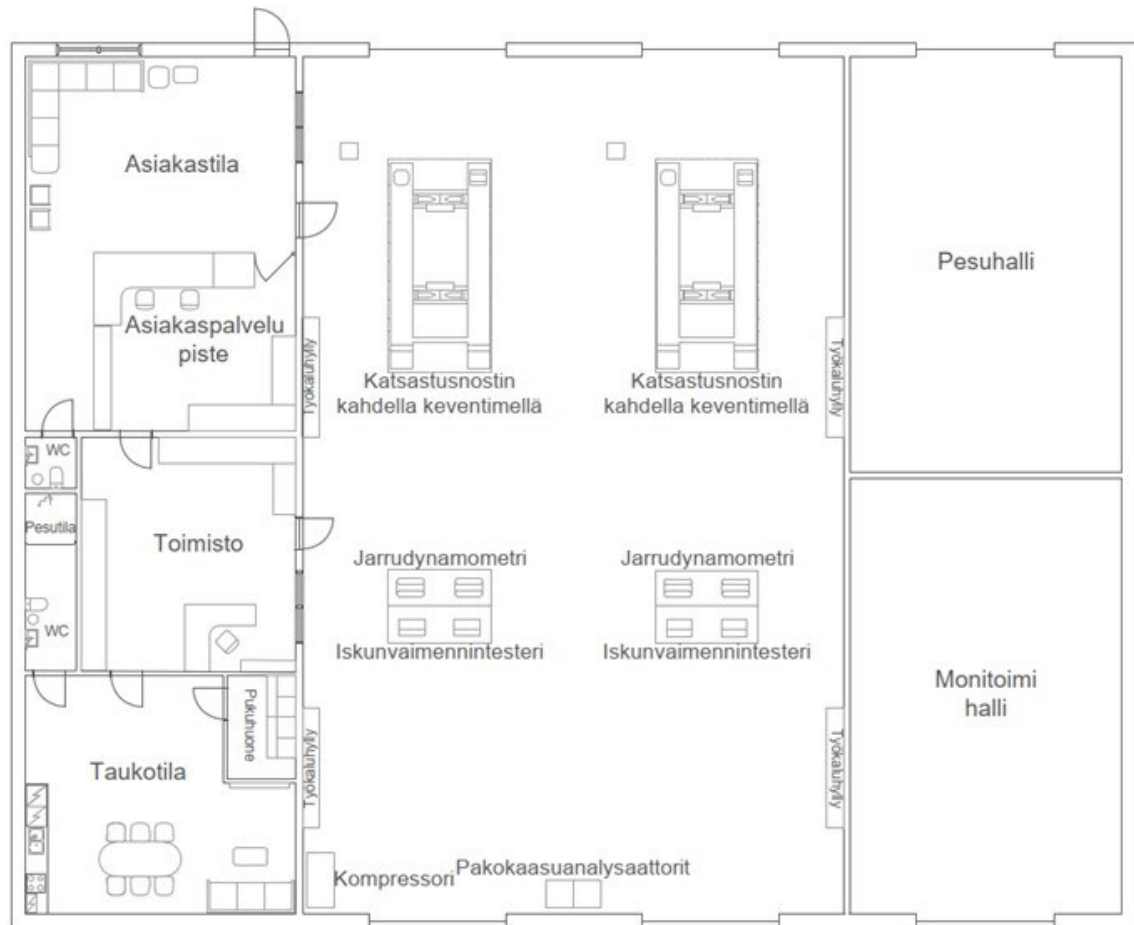 Asiakastila
Asiakaspalvelu
piste
Työkaluhylly
Katsastusnostin
kahdella keventimellä
Katsastusnostin
kahdella keventimellä
Työkaluhylly
Pesuhalli
WC
Pesutila
WC
Toimisto
Jarrudynamometri
Iskunvaimennintesteri
Jarrudynamometri
Iskunvaimennintesteri
Monitoimi
halli
Pukuhuone
Taukotila
Työkaluhylly
Työkaluhylly
Kompressori
Pakokaasuanalysaattorit